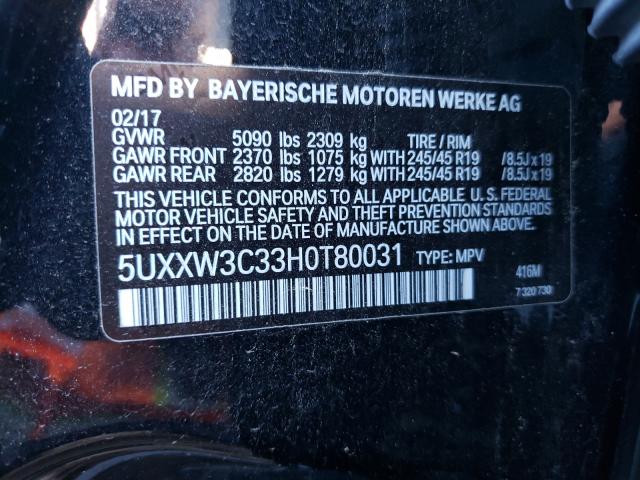 MFD BY BAYERISCHE MOTOREN WERKE AG
02/17
GVWR 5090 lbs 2309 kg TIRE / RIM
GAWR FRONT 2370 lbs 1075 kg WITH 245/45 R19 / 8.5J x 19
GAWR REAR 2820 lbs 1279 kg WITH 245/45 R19 / 8.5J x 19
THIS VEHICLE CONFORMS TO ALL APPLICABLE U.S. FEDERAL
MOTOR VEHICLE SAFETY AND THEFT PREVENTION STANDARDS
IN EFFECT ON THE DATE OF MANUFACTURE SHOWN ABOVE.
5UXXW3C33H0T80031 TYPE: MPV
416M
7 320 730